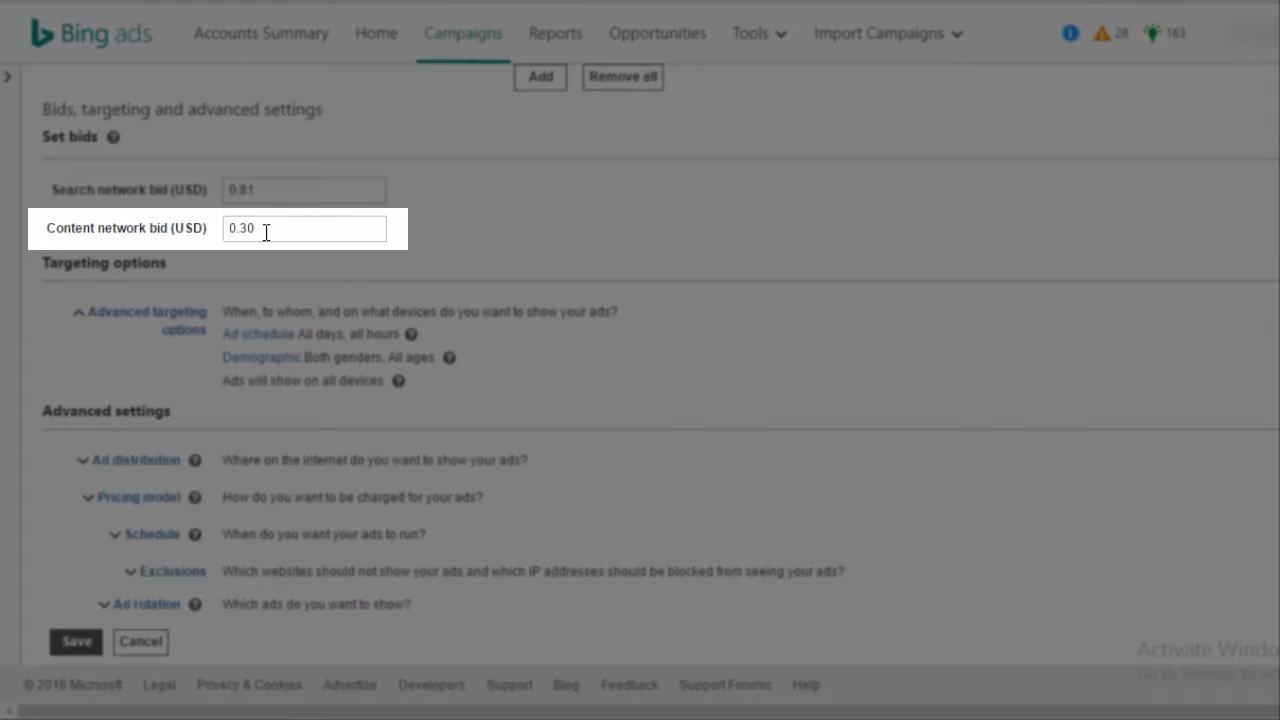 Bing ads Accounts Summary Home Campaigns Reports Opportunities Tools Import Campaigns 28 163
Add Remove all
Bids, targeting and advanced settings
Set bids
Search network bid (USD) 0.81
Content network bid (USD) 0.30
Targeting options
Advanced targeting options When, to whom, and on what devices do you want to show your ads?
Ad schedule All days, all hours
Demographic Both genders. All ages
Ads will show on all devices
Advanced settings
Ad distribution Where on the internet do you want to show your ads?
Pricing model How do you want to be charged for your ads?
Schedule When do you want your ads to run?
Exclusions Which websites should not show your ads and which IP addresses should be blocked from seeing your ads?
Ad rotation Which ads do you want to show?
Save Cancel
Activate Windo
© 2016 Microsoft Legal Privacy & Cookies Advertise Developers Support Bing Feedback Support Forums Help